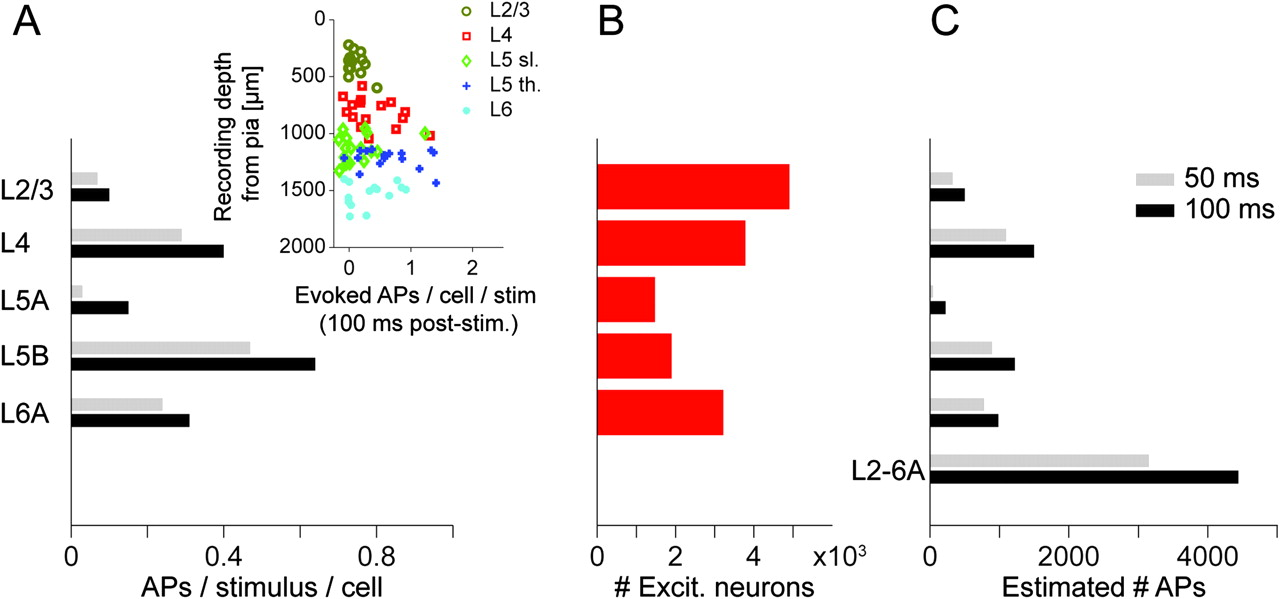 A
B
C
0
500
1000
1500
2000
Recording depth
from pia [µm]
L2/3
L4
L5 sl.
L5 th.
L6
0 1 2
Evoked APs / cell / stim
(100 ms post-stim.)
L2/3
L4
L5A
L5B
L6A
0 0.4 0.8
APs / stimulus / cell
0 2 4 x10³
# Excit. neurons
50 ms
100 ms
L2-6A
0 2000 4000
Estimated # APs